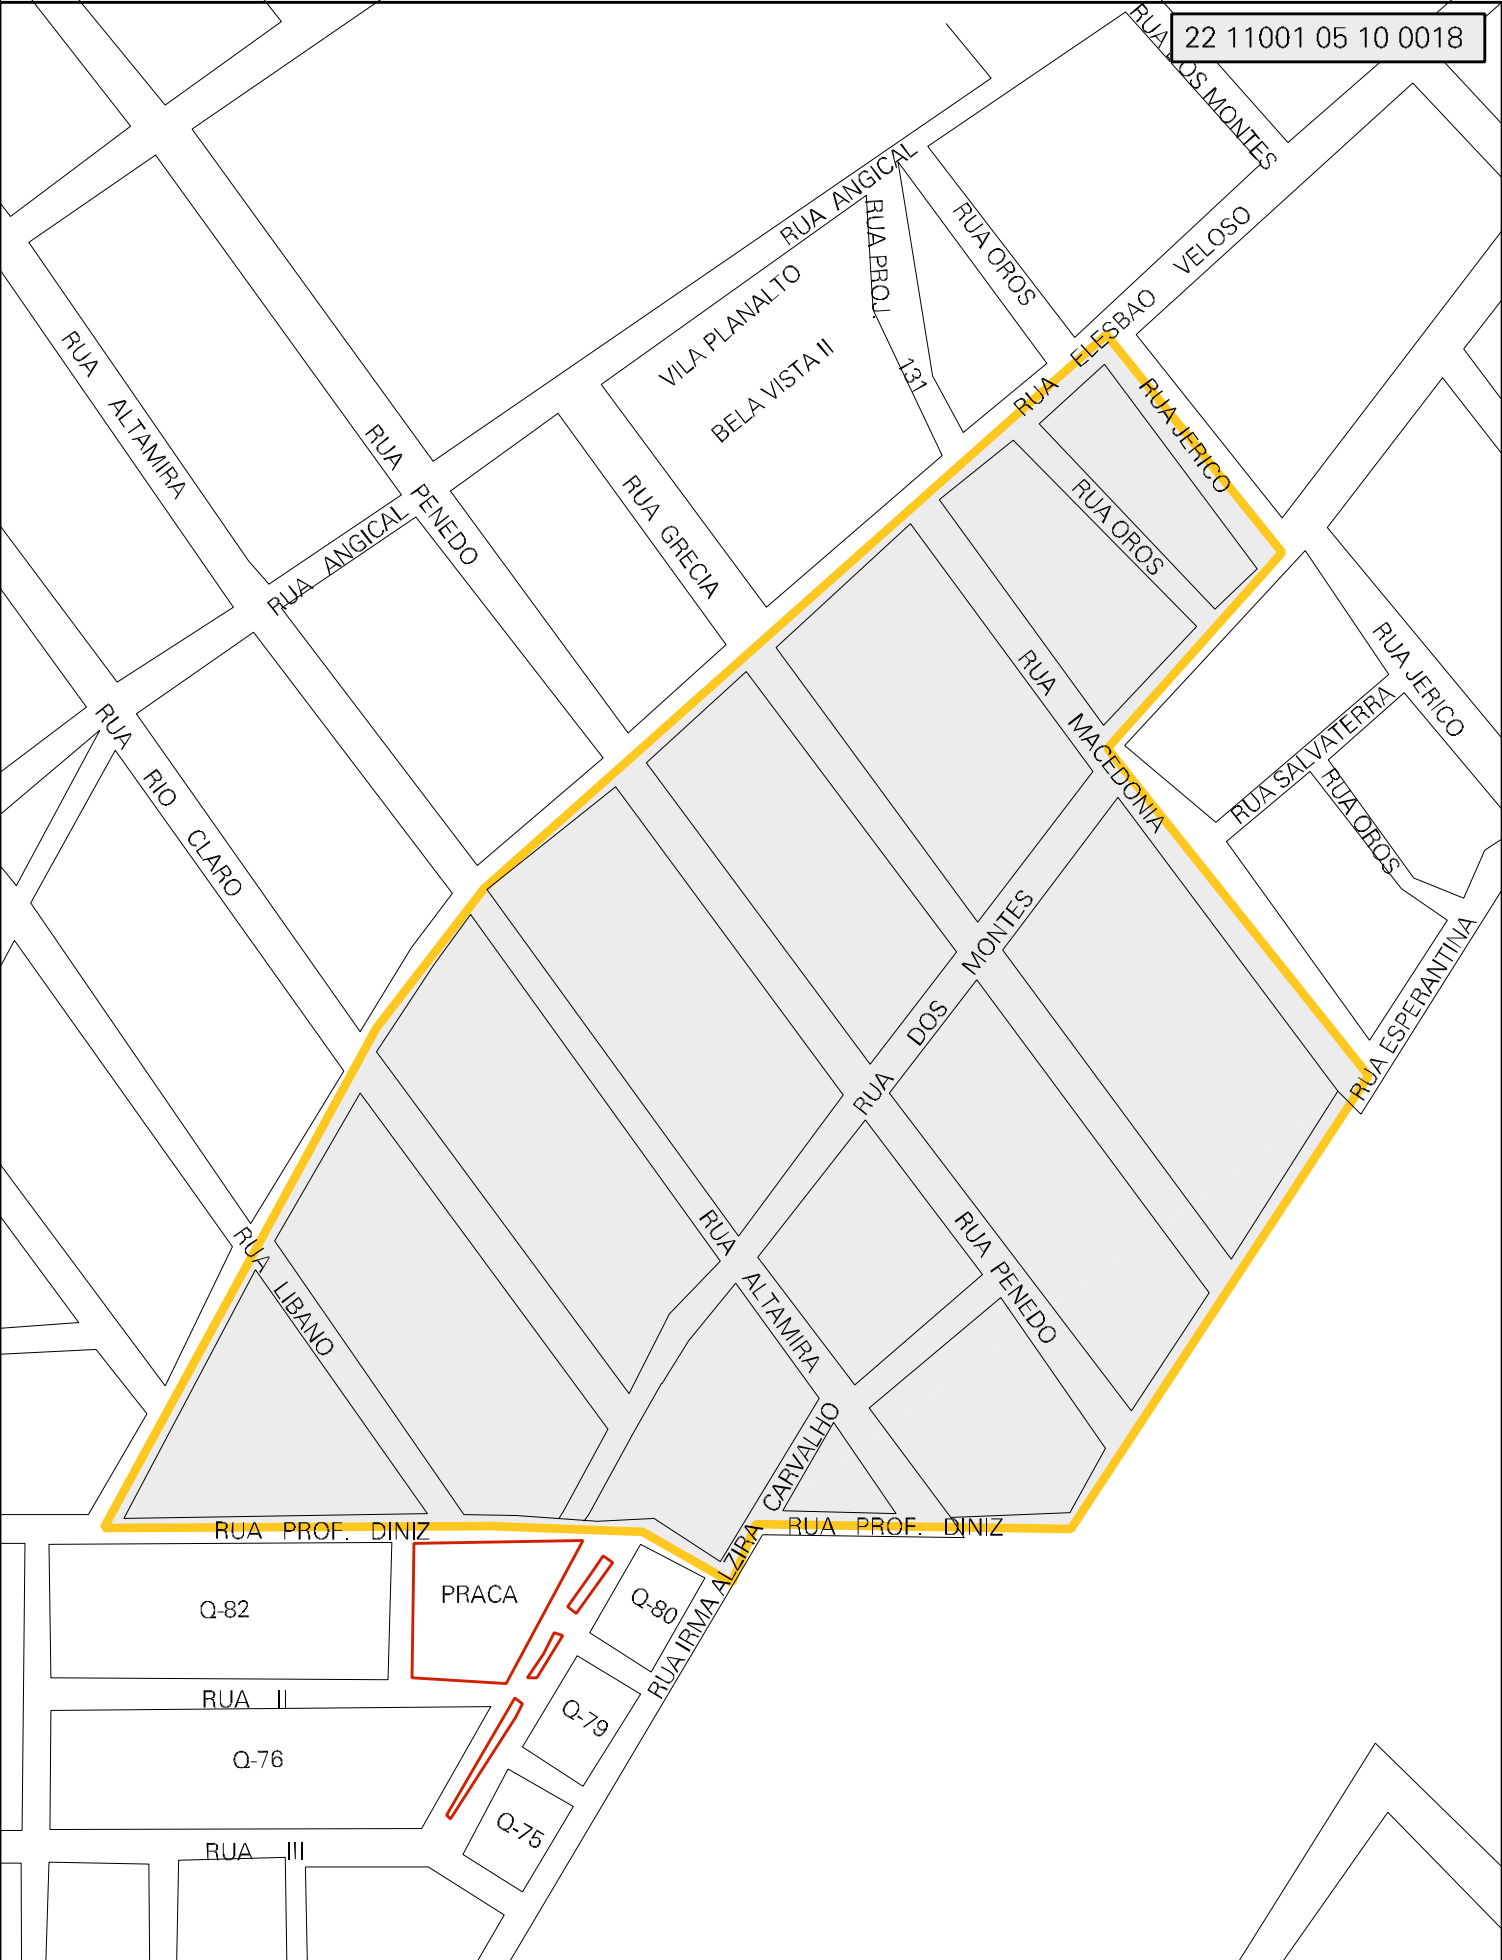 22 11001 05 10 0018
RUA DOS MONTES
RUA ANGICAL
RUA OROS
RUA PROJ. 131
RUA ELESBAO VELOSO
VILA PLANALTO
BELA VISTA II
RUA ALTAMIRA
RUA PENEDO
RUA JERICO
RUA GRECIA
RUA OROS
RUA ANGICAL
RUA MACEDONIA
RUA JERICO
RUA SALVATERRA
RUA OROS
RUA RIO CLARO
RUA DOS MONTES
RUA ESPERANTINA
RUA ALTAMIRA
RUA PENEDO
RUA LIBANO
RUA IRMA ALZIRA CARVALHO
RUA PROF. DINIZ
RUA PROF. DINIZ
PRACA
Q-82
Q-80
RUA II
Q-79
Q-76
Q-75
RUA III